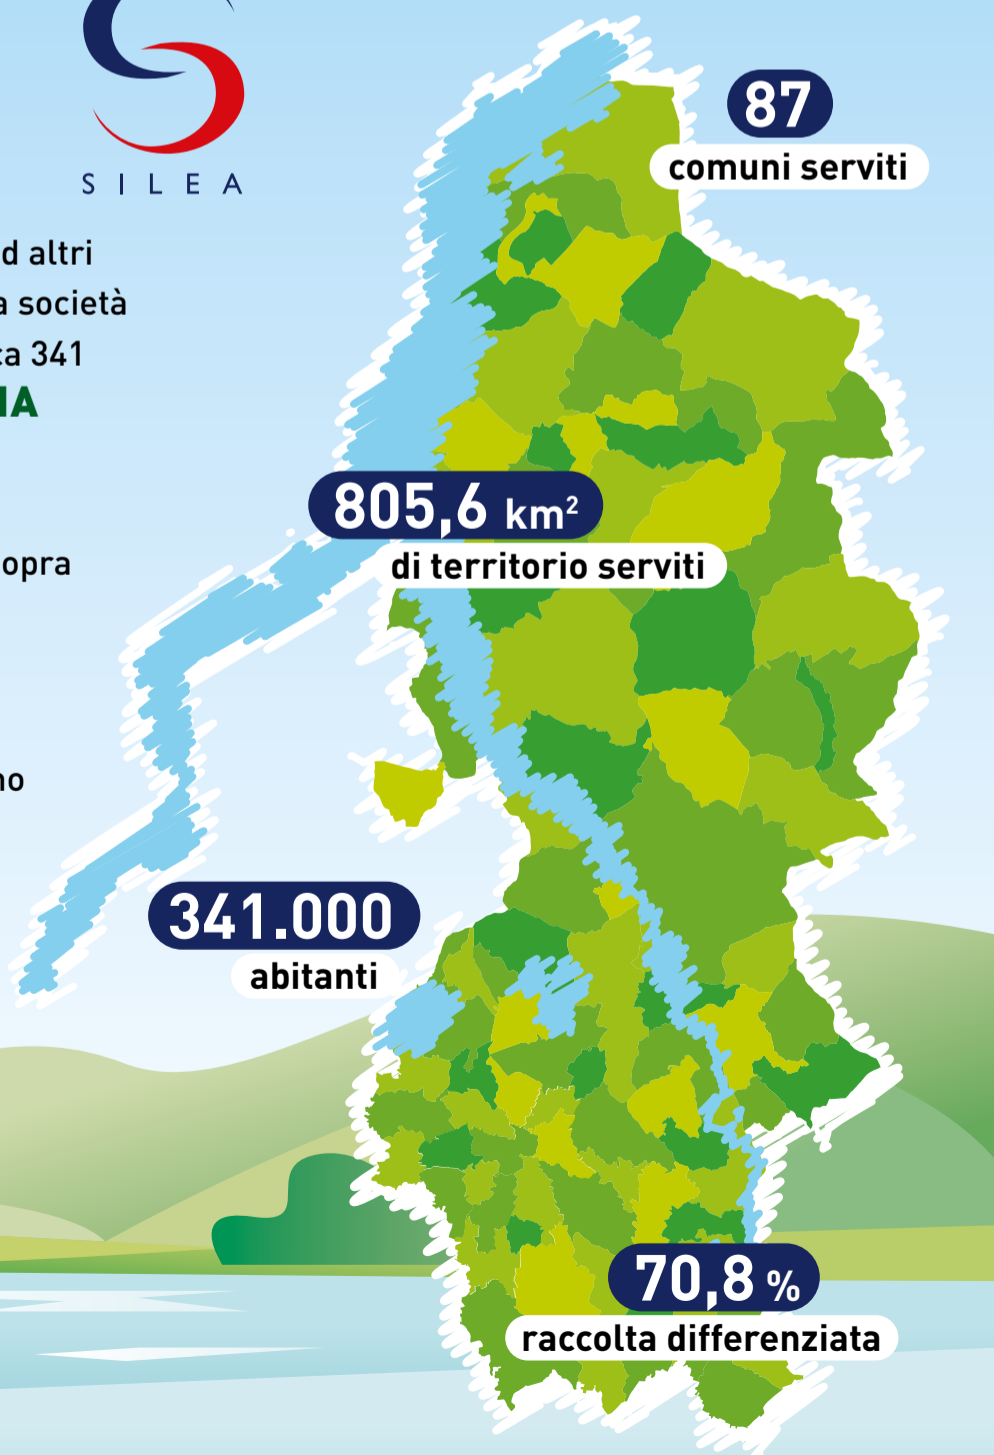 SILEA
87
comuni serviti
d altri
a società
ca 341
IA
805,6 km²
di territorio serviti
opra
no
341.000
abitanti
70,8 %
raccolta differenziata